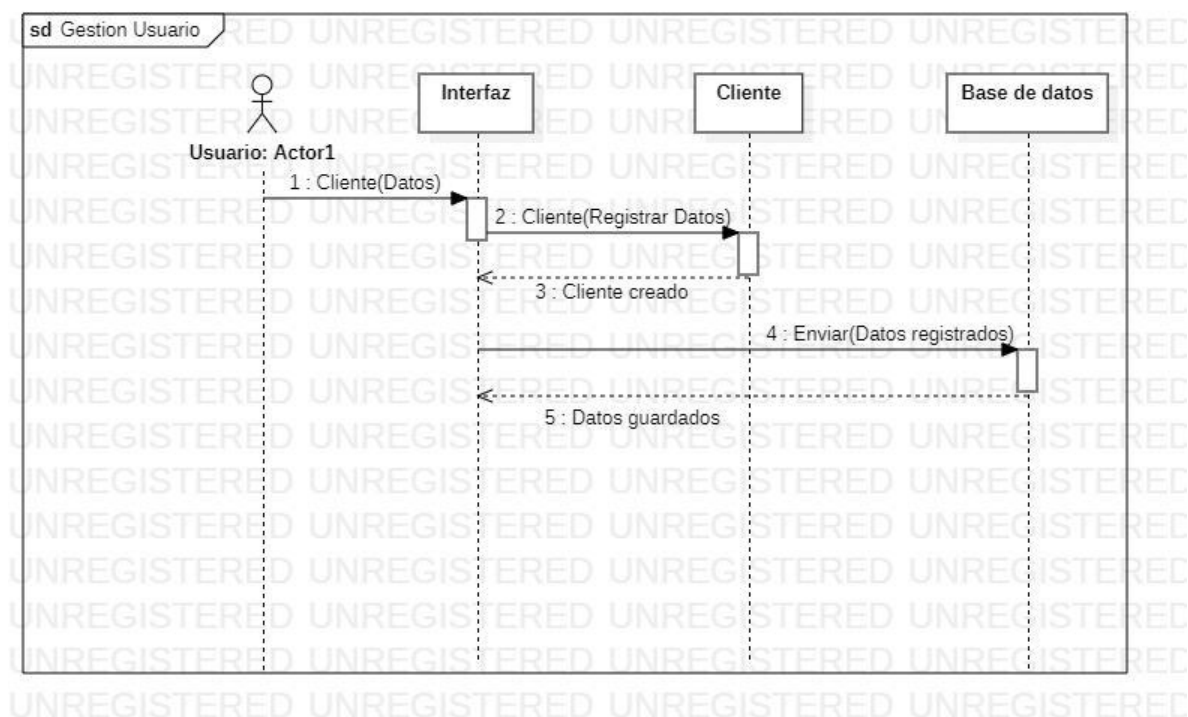 sd Gestion Usuario
Interfaz
Cliente
Base de datos
Usuario: Actor1
1 : Cliente(Datos)
2 : Cliente(Registrar Datos)
3 : Cliente creado
4 : Enviar(Datos registrados)
5 : Datos guardados
UNREGISTERED UNREGISTERED UNREGISTERED UNREGISTERED